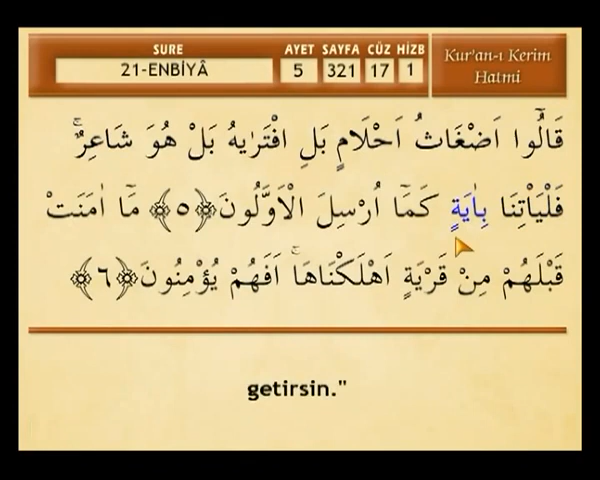 SURE AYET SAYFA CÜZ HİZB
21-ENBİYÂ 5 321 17 1
Kur'an-ı Kerim
Hatmi
قَالُٓوا اَضْغَاثُ اَحْلَامٍ بَلِ افْتَرٰيهُ بَلْ هُوَ شَاعِرٌۚ
فَلْيَأْتِنَا بِاٰيَةٍ كَمَٓا اُرْسِلَ الْاَوَّلُونَ﴿٥﴾ مَٓا اٰمَنَتْ
قَبْلَهُمْ مِنْ قَرْيَةٍ اَهْلَكْنَاهَاۚ اَفَهُمْ يُؤْمِنُونَ﴿٦﴾
getirsin."